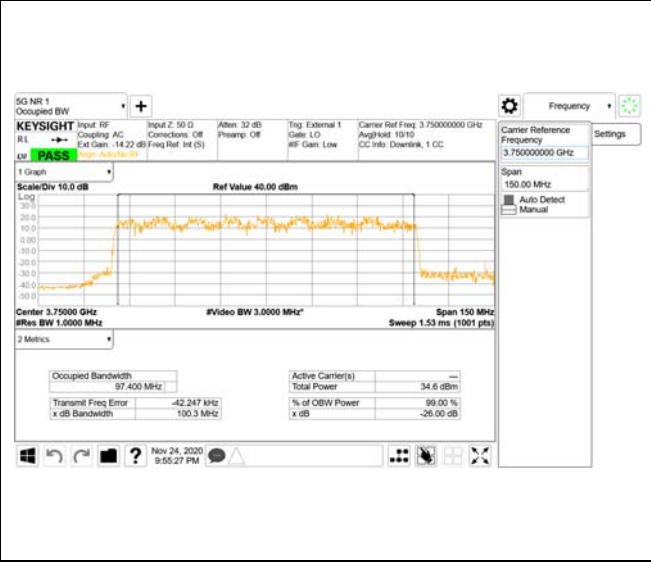 5G NR 1
Occupied BW
Frequency
KEYSIGHT
R L
PASS
Input: RF
Coupling: AC
Ext Gain: -14.22 dB
Align: Auto/No RF
Input Z: 50 Ω
Corrections: Off
Freq Ref: Int (S)
Atten: 32 dB
Preamp: Off
Trig: External 1
Gate: LO
#IF Gain: Low
Carrier Ref Freq: 3.750000000 GHz
Avg|Hold: 10/10
CC Info: Downlink, 1 CC
Carrier Reference
Frequency
3.750000000 GHz
Settings
Span
150.00 MHz
Auto Detect
Manual
1 Graph
Scale/Div 10.0 dB
Ref Value 40.00 dBm
Log
30.0
20.0
10.0
0.00
-10.0
-20.0
-30.0
-40.0
-50.0
Center 3.75000 GHz
#Video BW 3.0000 MHz*
Span 150 MHz
#Res BW 1.0000 MHz
Sweep 1.53 ms (1001 pts)
2 Metrics
Occupied Bandwidth
97.400 MHz
Transmit Freq Error -42.247 kHz
x dB Bandwidth 100.3 MHz
Active Carrier(s) ---
Total Power 34.6 dBm
% of OBW Power 99.00 %
x dB -26.00 dB
?
Nov 24, 2020
9:55:27 PM